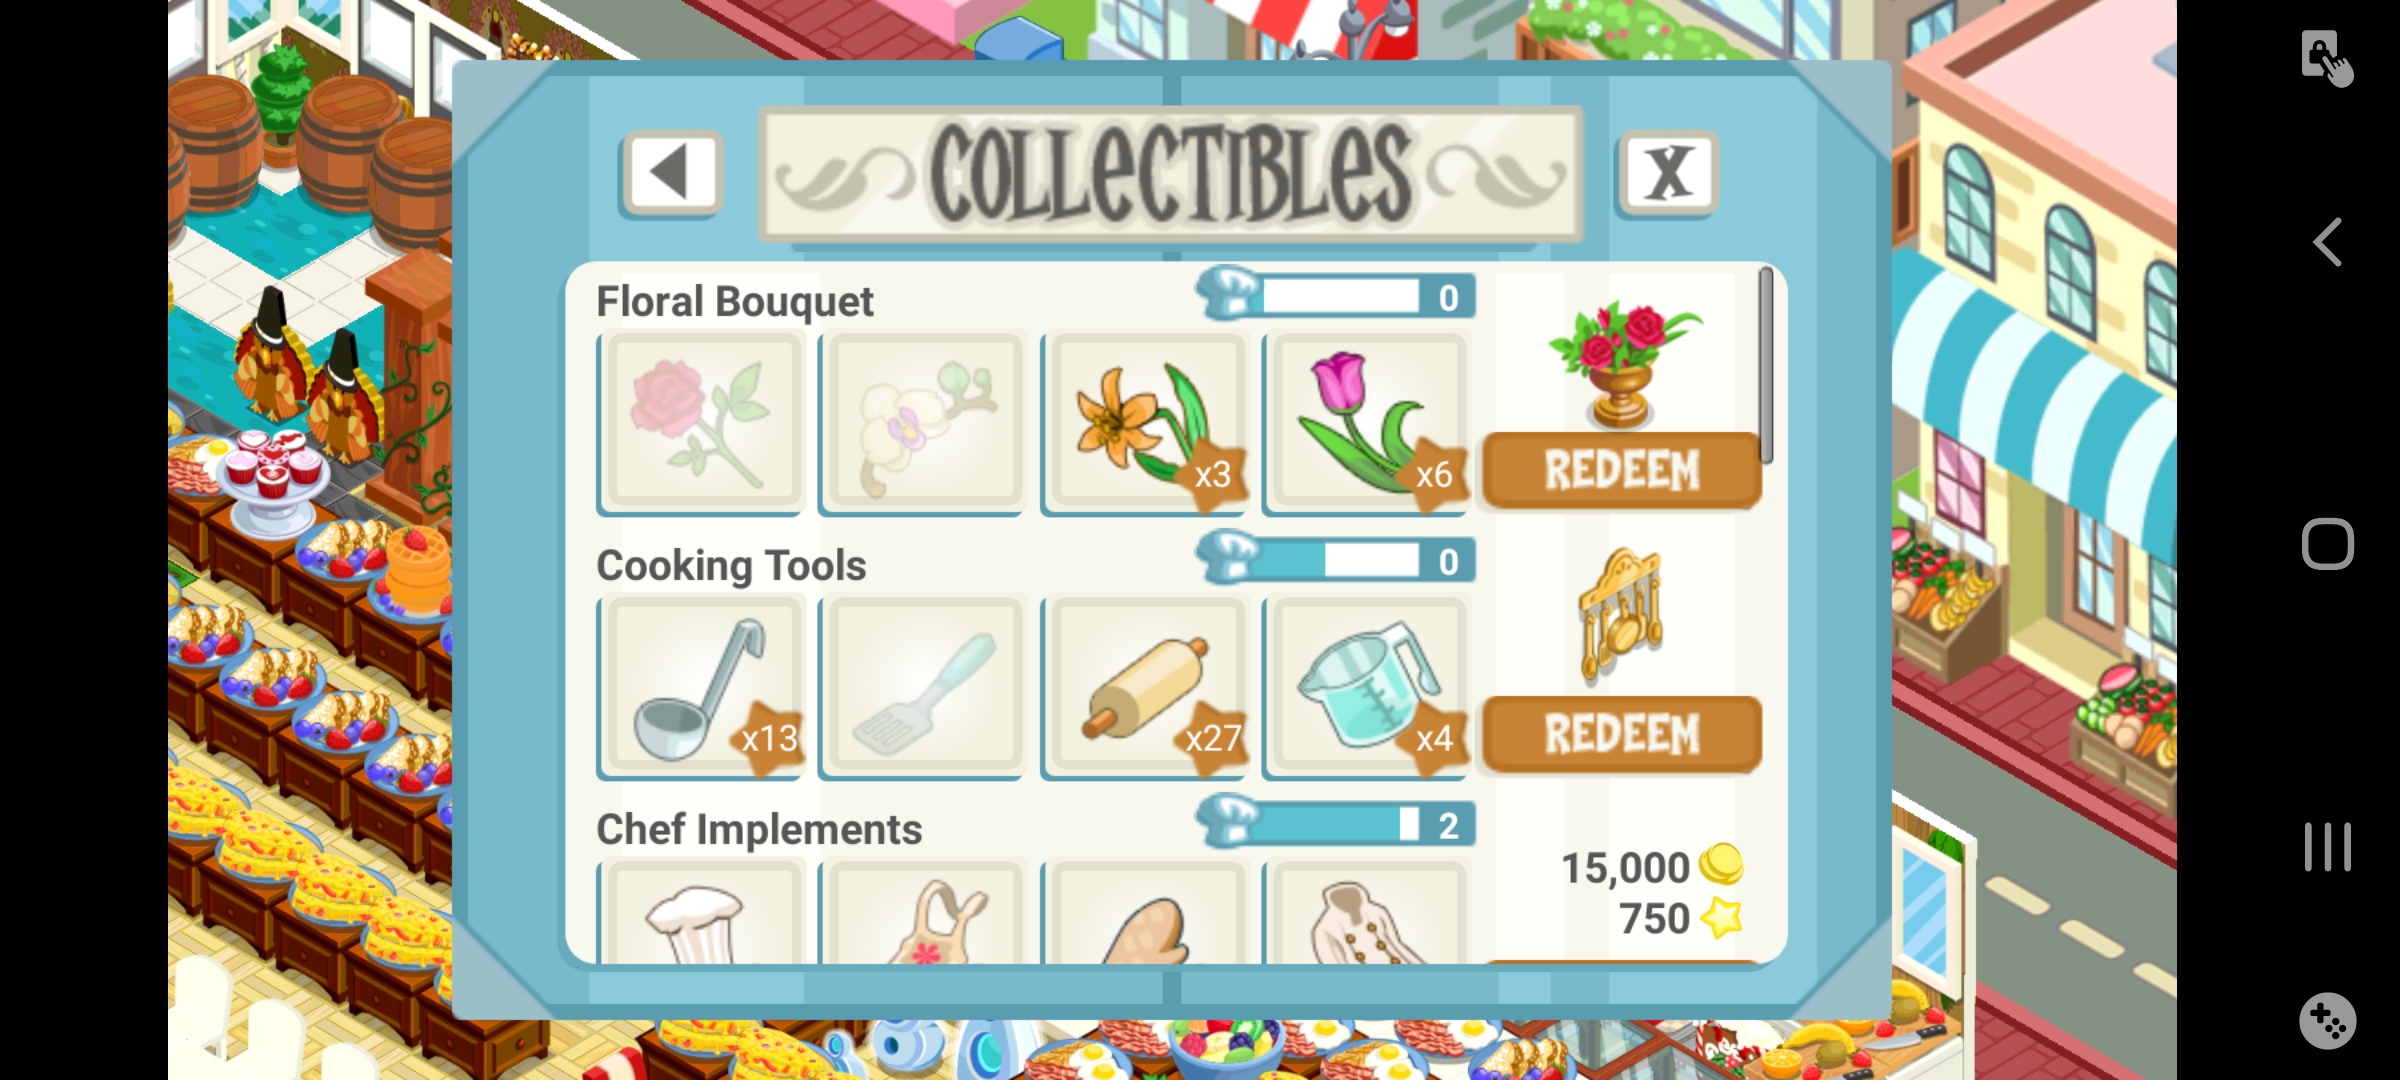 COLLECTIBLES
X
Floral Bouquet
0
x3
x6
REDEEM
Cooking Tools
0
x13
x27
x4
REDEEM
Chef Implements
2
15,000
750